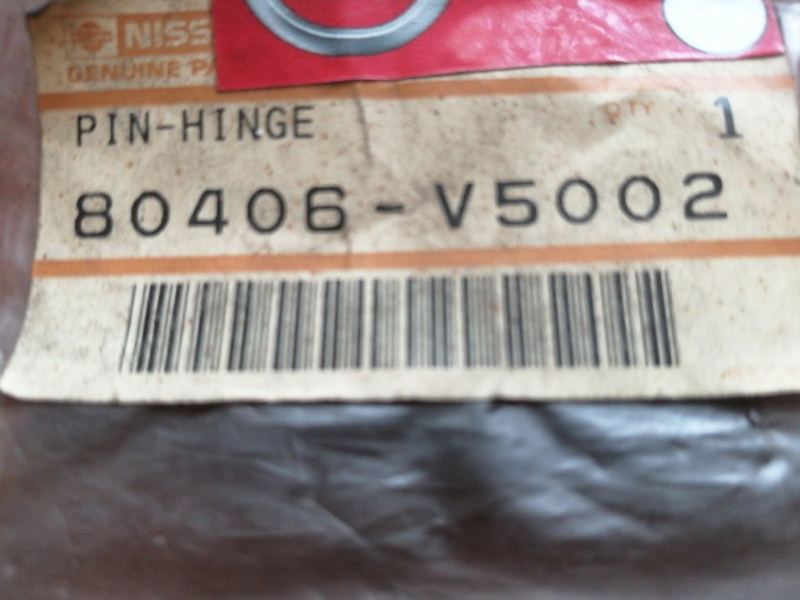 NISS
GENUINE PA
PIN-HINGE QTY 1
80406-V5002